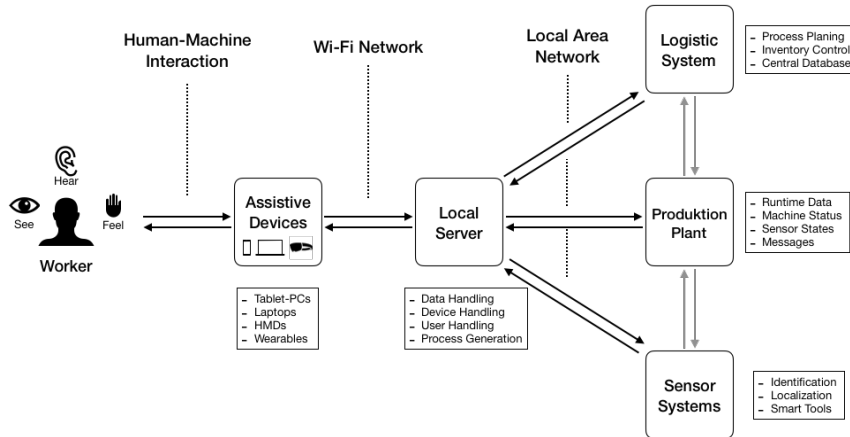 Human-Machine
Interaction
Wi-Fi Network
Local Area
Network
Logistic
System
- Process Planing
- Inventory Control
- Central Database
Hear
See
Feel
Worker
Assistive
Devices
Local
Server
Produktion
Plant
- Runtime Data
- Machine Status
- Sensor States
- Messages
- Tablet-PCs
- Laptops
- HMDs
- Wearables
- Data Handling
- Device Handling
- User Handling
- Process Generation
Sensor
Systems
- Identification
- Localization
- Smart Tools